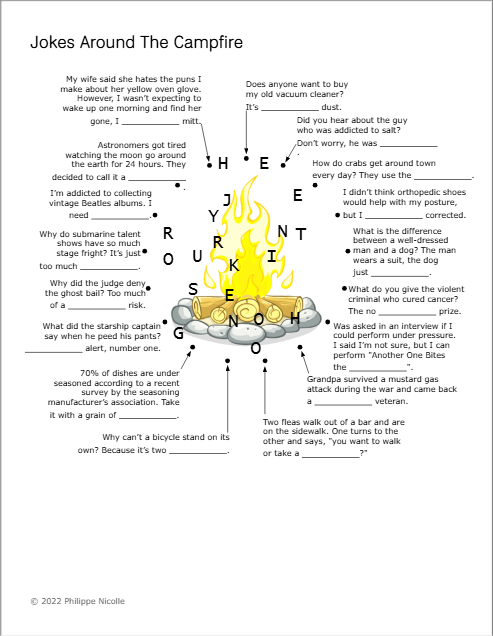 Jokes Around The Campfire
My wife said she hates the puns I
make about her yellow oven glove.
However, I wasn't expecting to
wake up one morning and find her
gone, I ____________ mitt.
Does anyone want to buy
my old vacuum cleaner?
It's ____________ dust.
Did you hear about the guy
who was addicted to salt?
Don't worry, he was ____________
.
Astronomers got tired
watching the moon go around
the earth for 24 hours. They
decided to call it a ____________
.
How do crabs get around town
every day? They use the ____________.
I'm addicted to collecting
vintage Beatles albums. I
need ____________.
I didn't think orthopedic shoes
would help with my posture,
but I ____________ corrected.
Why do submarine talent
shows have so much
stage fright? It's just
too much ____________.
What is the difference
between a well-dressed
man and a dog? The man
wears a suit, the dog
just ____________.
Why did the judge deny
the ghost bail? Too much
of a ____________ risk.
What do you give the violent
criminal who cured cancer?
The no ____________ prize.
What did the starship captain
say when he peed his pants?
____________ alert, number one.
Was asked in an interview if I
could perform under pressure.
I said I'm not sure, but I can
perform "Another One Bites
the ____________".
70% of dishes are under
seasoned according to a recent
survey by the seasoning
manufacturer's association. Take
it with a grain of ____________.
Grandpa survived a mustard gas
attack during the war and came back
a ____________ veteran.
Why can't a bicycle stand on its
own? Because it's two ____________.
Two fleas walk out of a bar and are
on the sidewalk. One turns to the
other and says, "you want to walk
or take a ____________?"
H E
J E
Y
R R N T
O U K I
S E
G N O H
O
© 2022 Philippe Nicolle